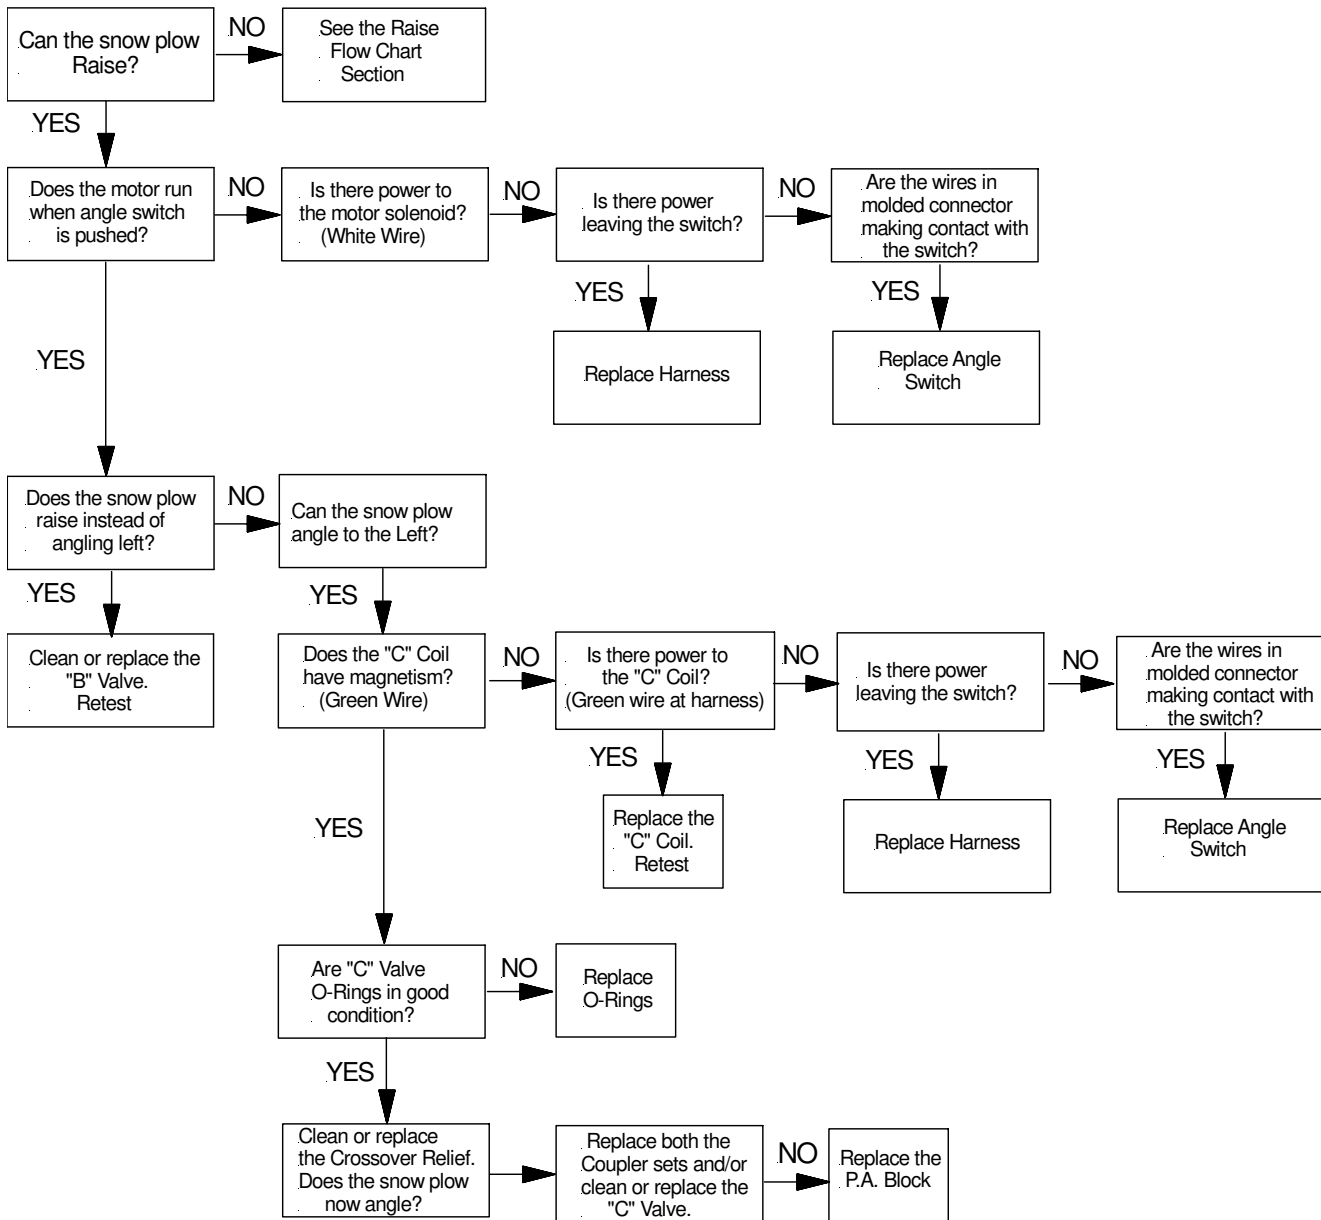 Can the snow plow
Raise?
NO
See the Raise
Flow Chart
Section
YES
Does the motor run
when angle switch
is pushed?
NO
Is there power to
the motor solenoid?
(White Wire)
NO
Is there power
leaving the switch?
NO
Are the wires in
molded connector
making contact with
the switch?
YES
YES
YES
Replace Harness
Replace Angle
Switch
Does the snow plow
raise instead of
angling left?
NO
Can the snow plow
angle to the Left?
YES
YES
Clean or replace the
"B" Valve.
Retest
Does the "C" Coil
have magnetism?
(Green Wire)
NO
Is there power to
the "C" Coil?
(Green wire at harness)
NO
Is there power
leaving the switch?
NO
Are the wires in
molded connector
making contact with
the switch?
YES
YES
YES
YES
Replace the
"C" Coil.
Retest
Replace Harness
Replace Angle
Switch
Are "C" Valve
O-Rings in good
condition?
NO
Replace
O-Rings
YES
Clean or replace
the Crossover Relief.
Does the snow plow
now angle?
Replace both the
Coupler sets and/or
clean or replace the
"C" Valve.
NO
Replace the
P.A. Block